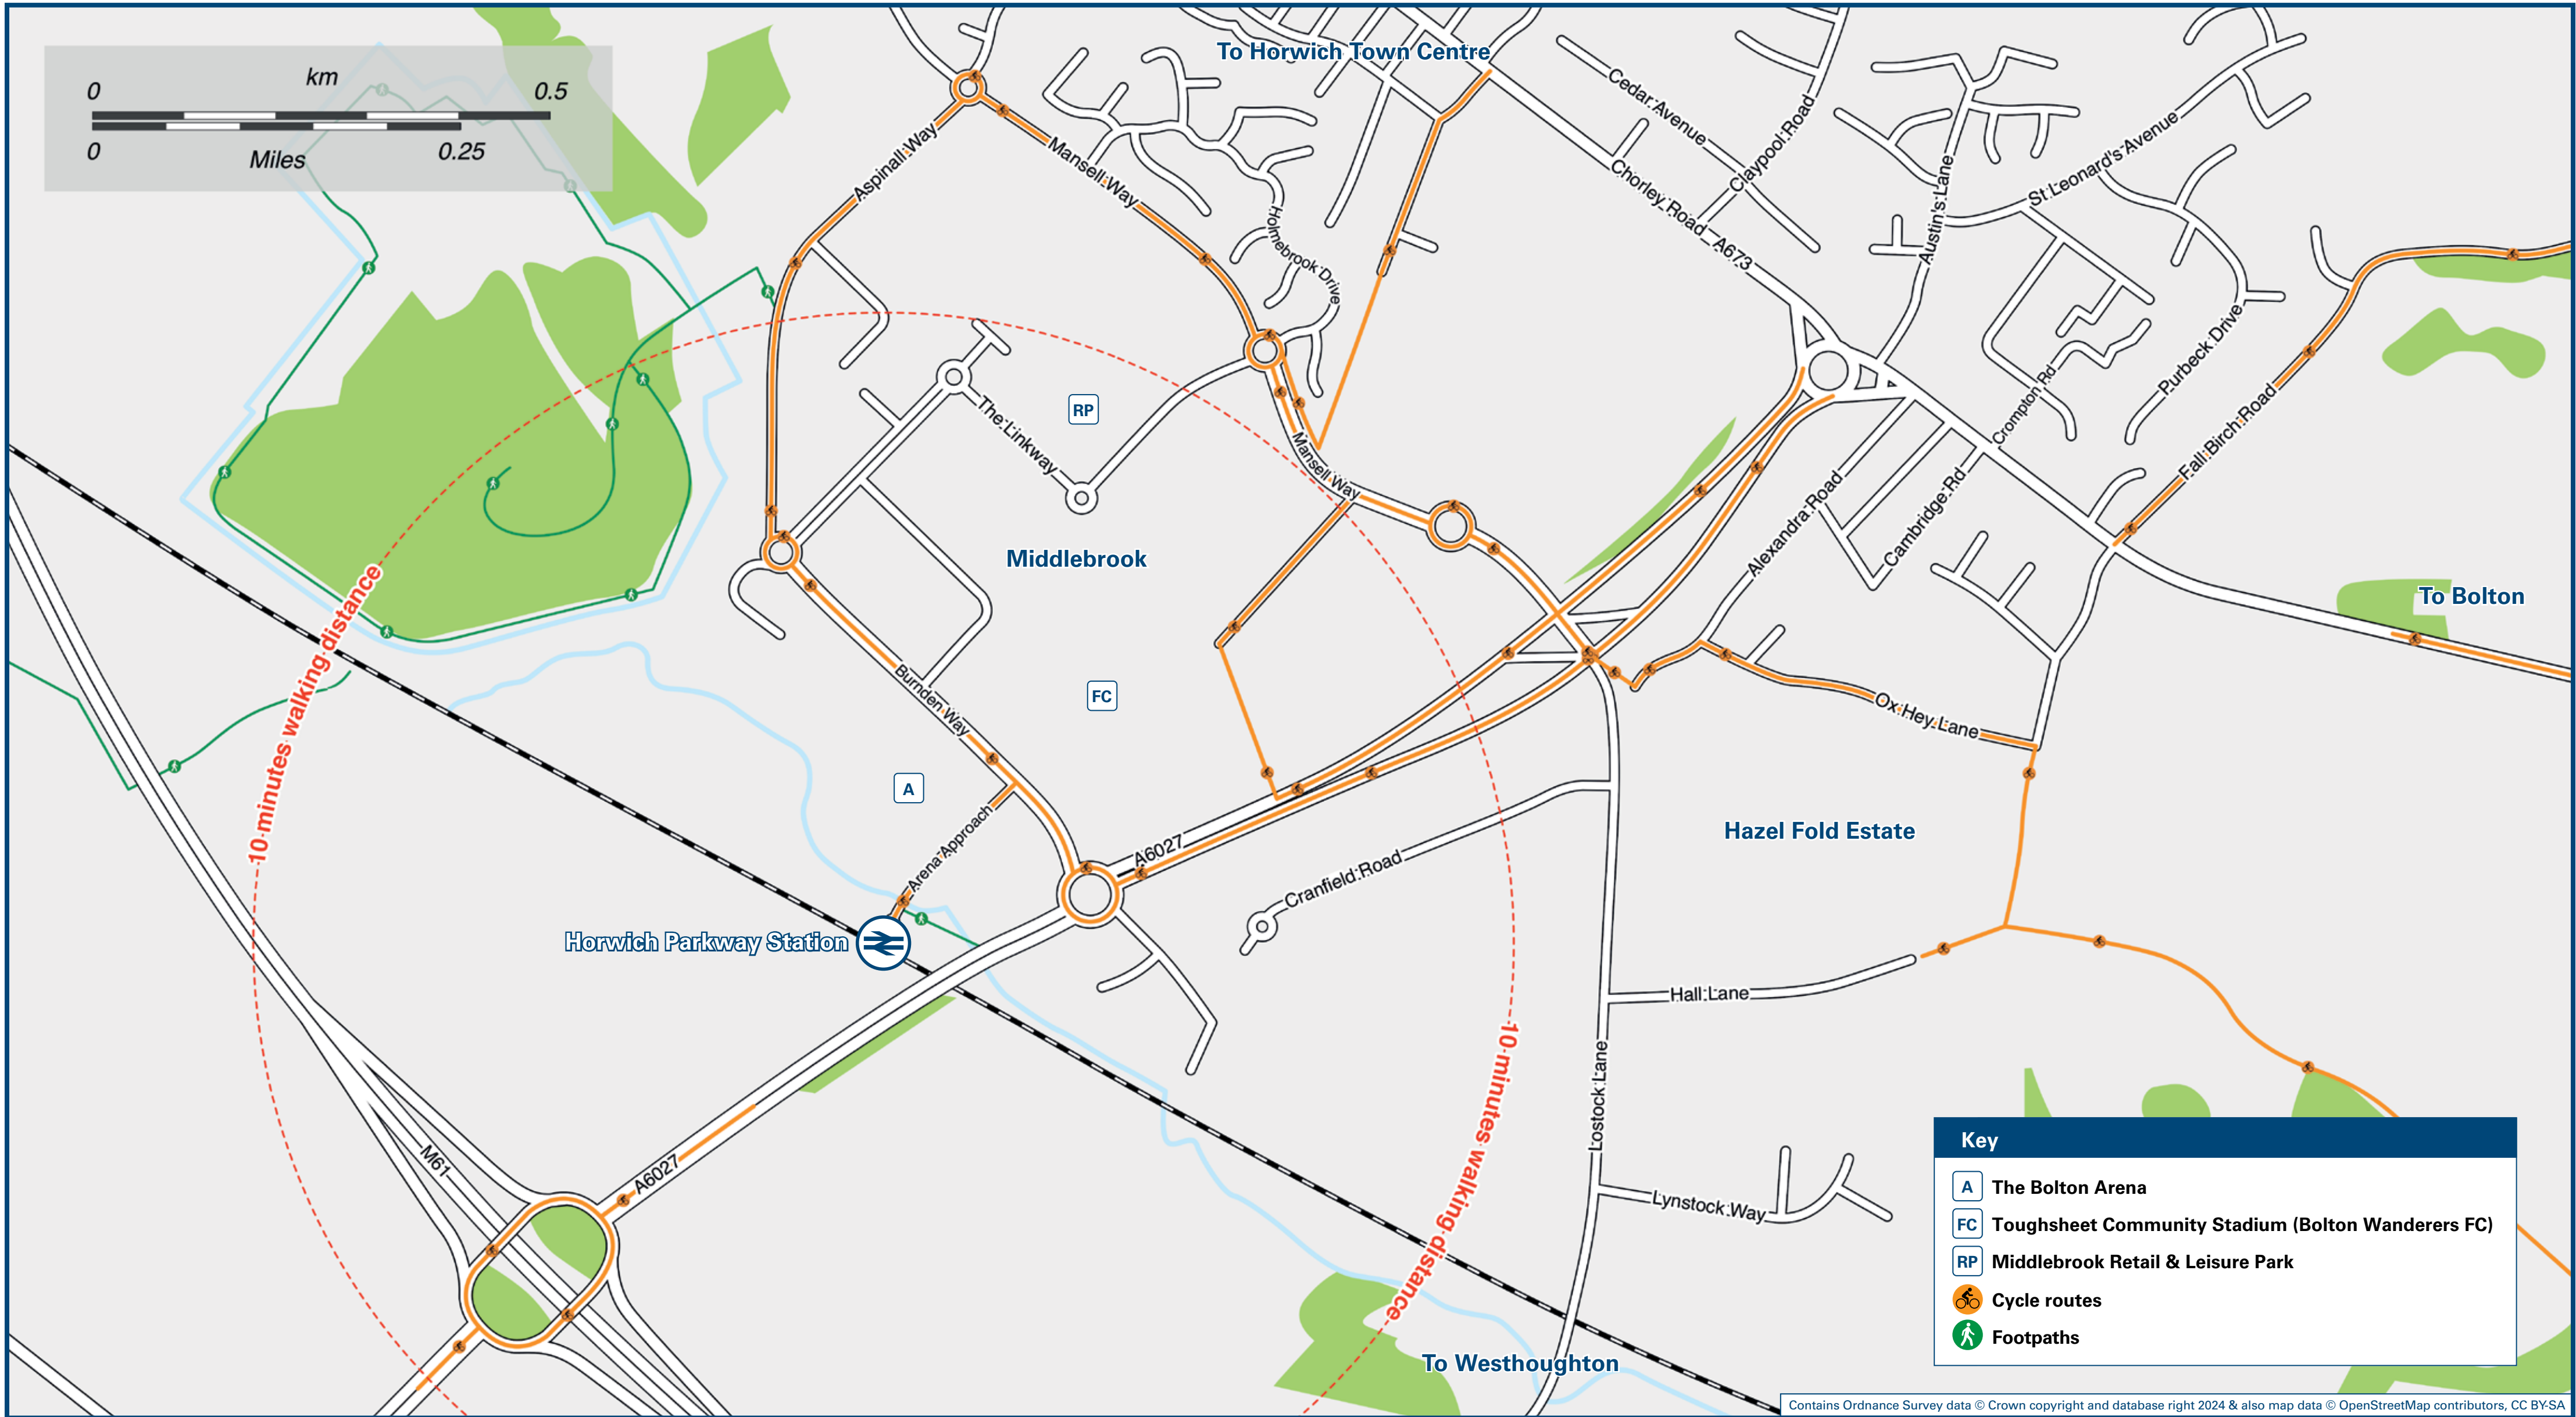 km
0 0.5
0 0.25
Miles
To Horwich Town Centre
Cedar Avenue
Claypool Road
Aspinall Way
Mansell Way
Chorley Road A673
Austin's Lane
St Leonard's Avenue
Holmebrook Drive
Purbeck Drive
Crompton Rd
Fall Birch Road
RP
The Linkway
Mansell Way
Alexandra Road
Cambridge Rd
Middlebrook
To Bolton
10 minutes walking distance
Burnden Way
FC
Ox Hey Lane
A
Arena Approach
A6027
Cranfield Road
Hazel Fold Estate
Horwich Parkway Station
Hall Lane
Lostock Lane
10 minutes walking distance
M61
A6027
Lynstock Way
To Westhoughton
Key
A The Bolton Arena
FC Toughsheet Community Stadium (Bolton Wanderers FC)
RP Middlebrook Retail & Leisure Park
Cycle routes
Footpaths
Contains Ordnance Survey data © Crown copyright and database right 2024 & also map data © OpenStreetMap contributors, CC BY-SA